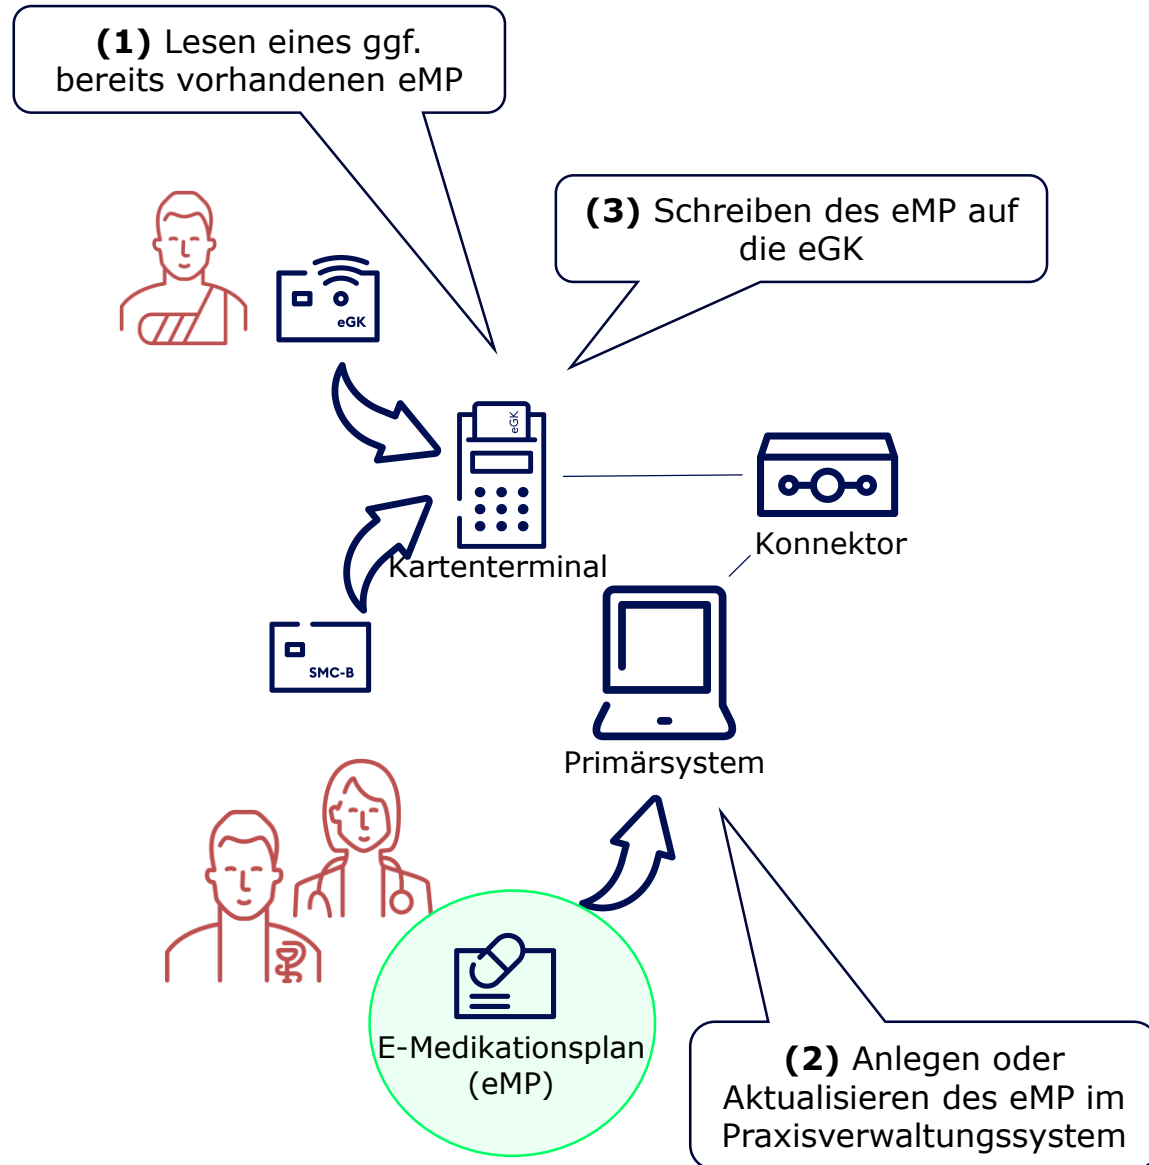 (1) Lesen eines ggf.
bereits vorhandenen eMP
(3) Schreiben des eMP auf
die eGK
eGK
eGK
Kartenterminal
Konnektor
SMC-B
Primärsystem
E-Medikationsplan
(eMP)
(2) Anlegen oder
Aktualisieren des eMP im
Praxisverwaltungssystem